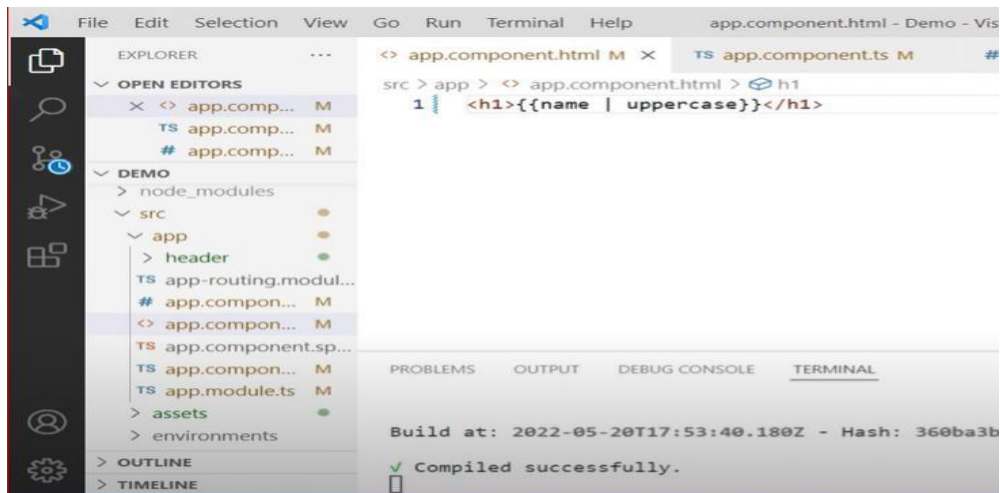 File Edit Selection View Go Run Terminal Help app.component.html - Demo - Vis
EXPLORER ...
OPEN EDITORS
<> app.comp... M
TS app.comp... M
# app.comp... M
DEMO
node_modules
src
app
header
TS app-routing.modul...
# app.compon... M
<> app.compon... M
TS app.component.sp...
TS app.compon... M
TS app.module.ts M
assets
environments
OUTLINE
TIMELINE
<> app.component.html M × TS app.component.ts M #
src > app > <> app.component.html > h1
1 <h1>{{name | uppercase}}</h1>
PROBLEMS OUTPUT DEBUG CONSOLE TERMINAL
Build at: 2022-05-20T17:53:40.180Z - Hash: 360ba3b
√ Compiled successfully.